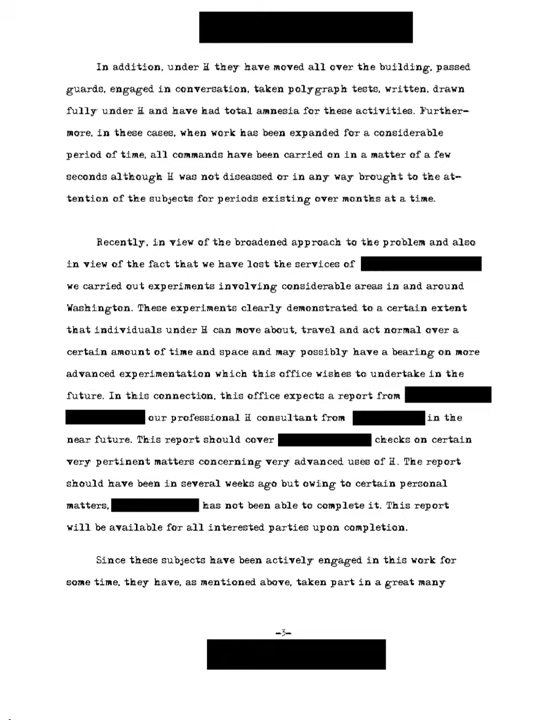 In addition, under H they have moved all over the building, passed
guards, engaged in conversation, taken polygraph tests, written, drawn
fully under H and have had total amnesia for these activities. Further-
more, in these cases, when work has been expanded for a considerable
period of time, all commands have been carried on in a matter of a few
seconds although H was not diseassed or in any way brought to the at-
tention of the subjects for periods existing over months at a time.
Recently, in view of the broadened approach to the problem and also
in view of the fact that we have lost the services of
we carried out experiments involving considerable areas in and around
Washington. These experiments clearly demonstrated to a certain extent
that individuals under H can move about, travel and act normal over a
certain amount of time and space and may possibly have a bearing on more
advanced experimentation which this office wishes to undertake in the
future. In this connection, this office expects a report from
our professional H consultant from in the
near future. This report should cover checks on certain
very pertinent matters concerning very advanced uses of H. The report
should have been in several weeks ago but owing to certain personal
matters, has not been able to complete it. This report
will be available for all interested parties upon completion.
Since these subjects have been actively engaged in this work for
some time, they have, as mentioned above, taken part in a great many
-3-